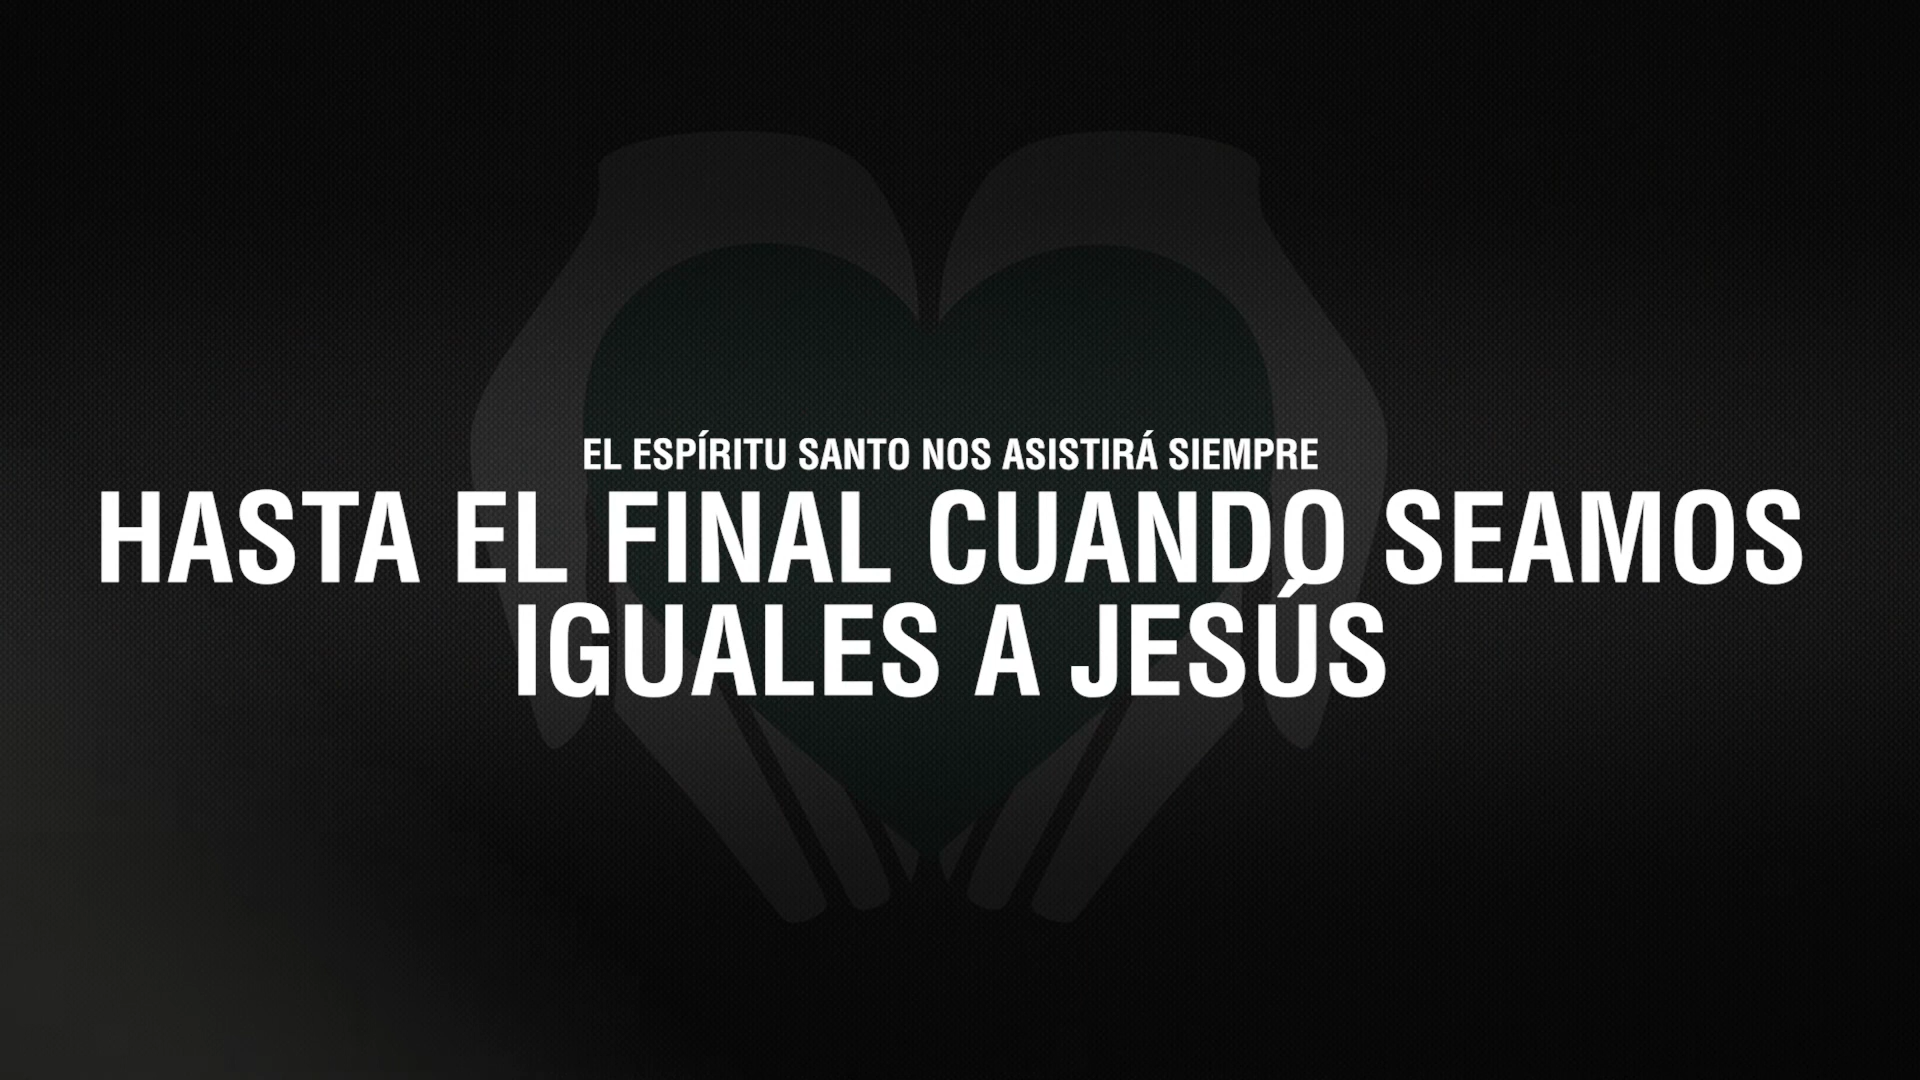 EL ESPÍRITU SANTO NOS ASISTIRÁ SIEMPRE
HASTA EL FINAL CUANDO SEAMOS
IGUALES A JESÚS